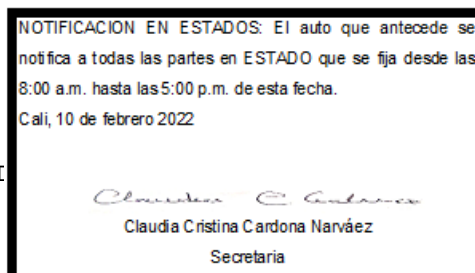 NOTIFICACION EN ESTADOS: El auto que antecede se
notifica a todas las partes en ESTADO que se fija desde las
8:00 a.m. hasta las 5:00 p.m. de esta fecha.
Cali, 10 de febrero 2022
Claudia Cristina Cardona Narváez
Secretaria